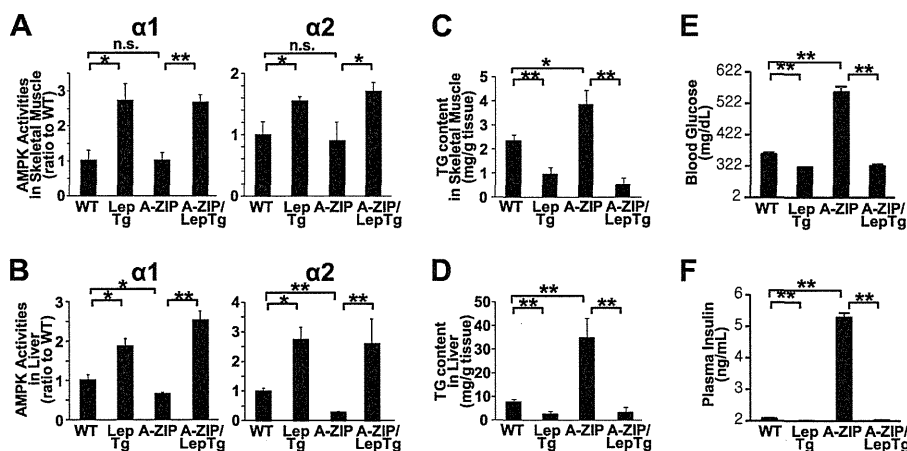 A
α1
α2
n.s.
*
**
n.s.
*
*
AMPK Activities
in Skeletal Muscle
(ratio to WT)
3
2
1
0
2
1
0
WT
Lep
Tg
A-ZIP
A-ZIP/
LepTg
WT
Lep
Tg
A-ZIP
A-ZIP/
LepTg
B
α1
α2
*
*
**
**
*
**
AMPK Activities
in Liver
(ratio to WT)
3
2
1
0
4
3
2
1
0
WT
Lep
Tg
A-ZIP
A-ZIP/
LepTg
WT
Lep
Tg
A-ZIP
A-ZIP/
LepTg
C
*
**
**
TG content
in Skeletal Muscle
(mg/g tissue)
5
4
3
2
1
0
WT
Lep
Tg
A-ZIP
A-ZIP/
LepTg
D
**
**
**
TG content
in Liver
(mg/g tissue)
50
40
30
20
10
0
WT
Lep
Tg
A-ZIP
A-ZIP/
LepTg
E
**
**
**
Blood Glucose
(mg/dL)
622
522
422
322
2
WT
Lep
Tg
A-ZIP
A-ZIP/
LepTg
F
**
**
**
Plasma Insulin
(ng/mL)
6
5
2
WT
Lep
Tg
A-ZIP
A-ZIP/
LepTg